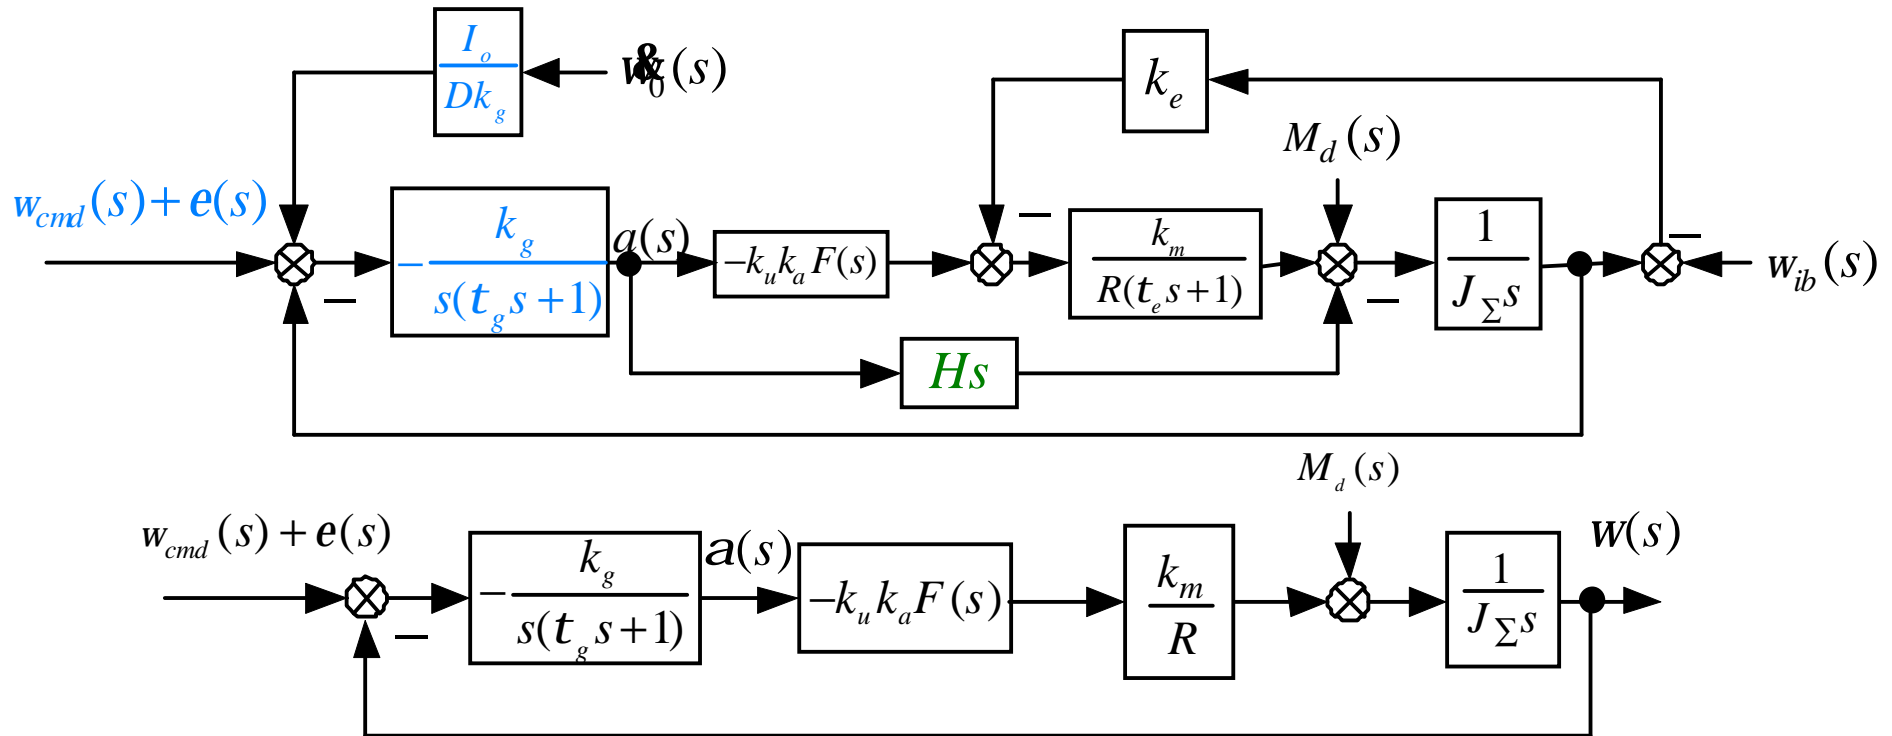 I_o
Dk_g
w&_0(s)
k_e
M_d(s)
w_cmd(s)+e(s)
−
−k_g
s(t_g s+1)
a(s)
−k_u k_a F(s)
−
k_m
R(t_e s+1)
−
1
J_Σ s
−
w_ib(s)
Hs
M_d(s)
w_cmd(s)+e(s)
−
−k_g
s(t_g s+1)
a(s)
−k_u k_a F(s)
k_m
R
1
J_Σ s
w(s)